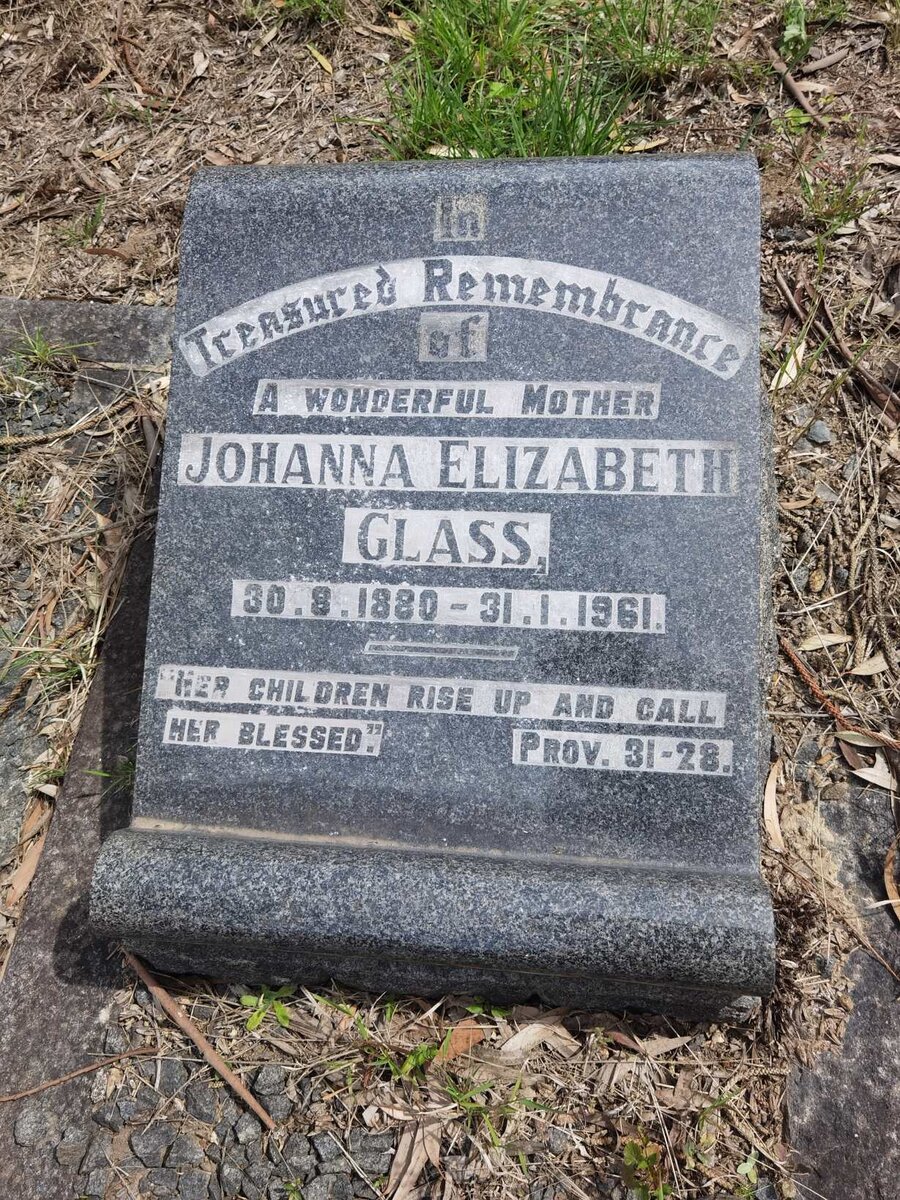 In
Treasured Remembrance
of
A WONDERFUL MOTHER
JOHANNA ELIZABETH
GLASS,
30.8.1880 - 31.1.1961.
"HER CHILDREN RISE UP AND CALL
HER BLESSED." PROV. 31-28.